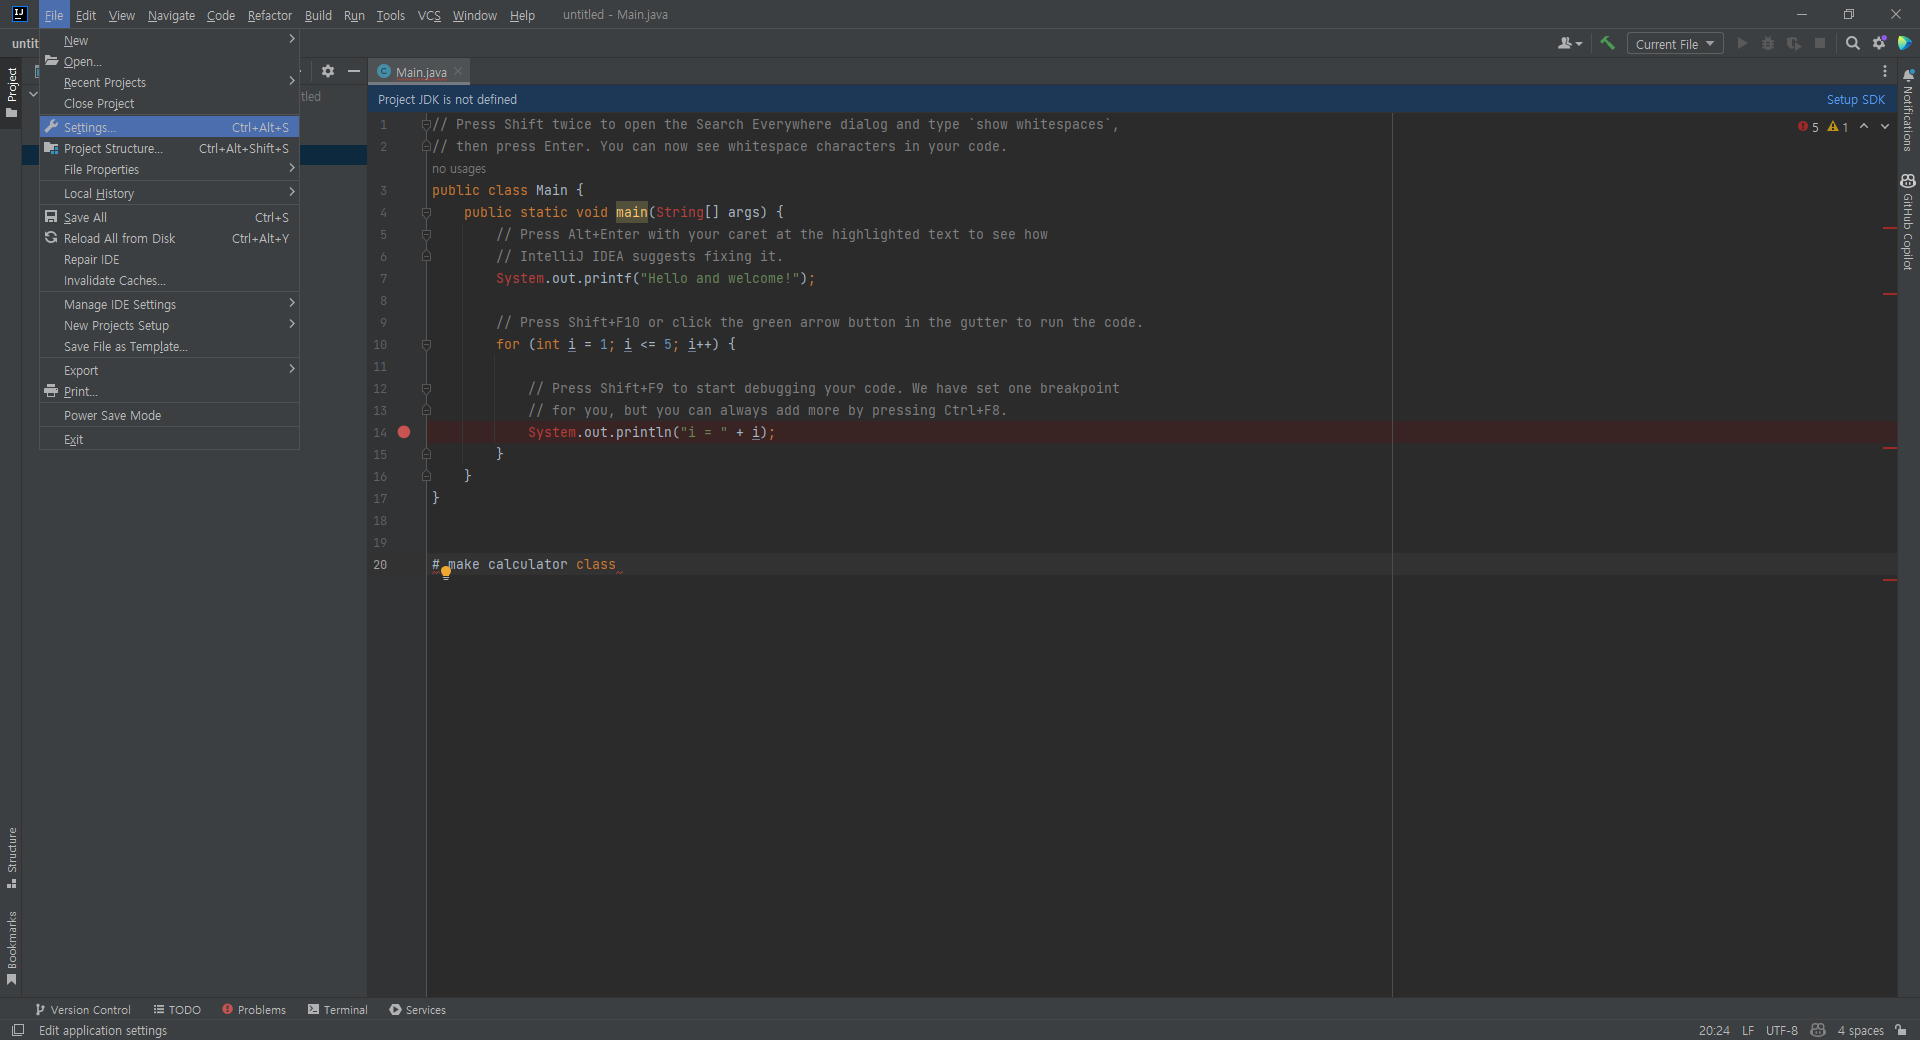 IJ File Edit View Navigate Code Refactor Build Run Tools VCS Window Help untitled - Main.java
untit
Current File
New
Open...
Recent Projects
Close Project
Settings... Ctrl+Alt+S
Project Structure... Ctrl+Alt+Shift+S
File Properties
Local History
Save All Ctrl+S
Reload All from Disk Ctrl+Alt+Y
Repair IDE
Invalidate Caches...
Manage IDE Settings
New Projects Setup
Save File as Template...
Export
Print...
Power Save Mode
Exit
Project
Structure
Bookmarks
tled
Main.java
Project JDK is not defined Setup SDK
5 1
1 // Press Shift twice to open the Search Everywhere dialog and type `show whitespaces`,
2 // then press Enter. You can now see whitespace characters in your code.
no usages
3 public class Main {
4 public static void main(String[] args) {
5 // Press Alt+Enter with your caret at the highlighted text to see how
6 // IntelliJ IDEA suggests fixing it.
7 System.out.printf("Hello and welcome!");
8
9 // Press Shift+F10 or click the green arrow button in the gutter to run the code.
10 for (int i = 1; i <= 5; i++) {
11
12 // Press Shift+F9 to start debugging your code. We have set one breakpoint
13 // for you, but you can always add more by pressing Ctrl+F8.
14 System.out.println("i = " + i);
15 }
16 }
17 }
18
19
20 # make calculator class
Notifications
GitHub Copilot
Version Control TODO Problems Terminal Services
Edit application settings 20:24 LF UTF-8 4 spaces